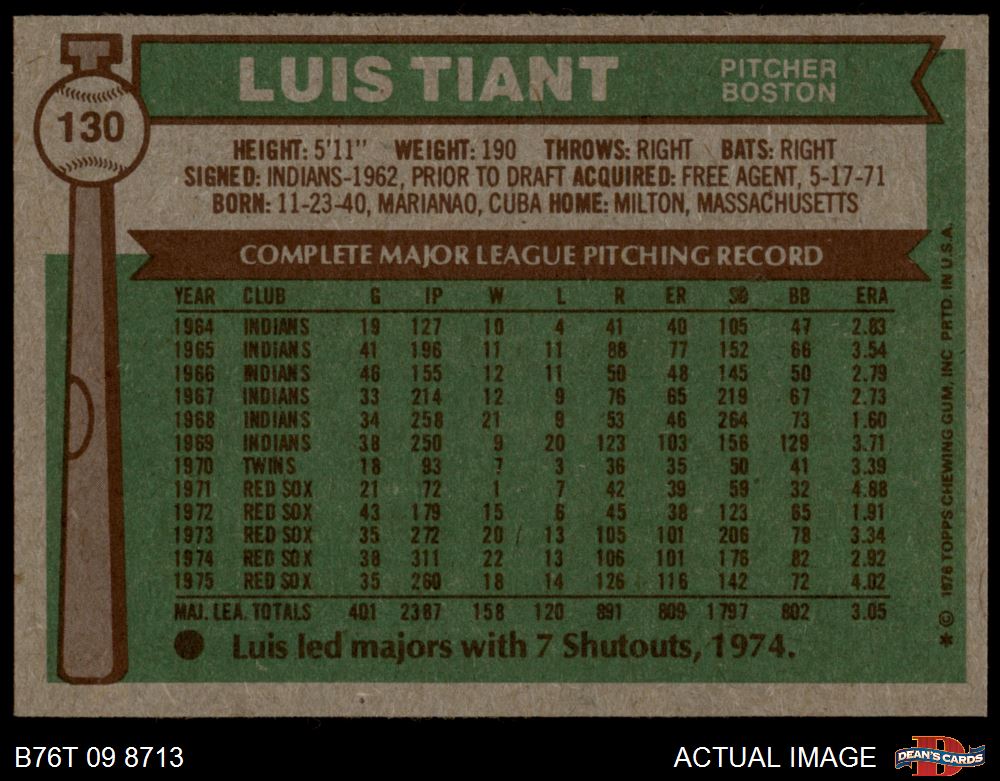 130
LUIS TIANT PITCHER BOSTON
HEIGHT: 5'11" WEIGHT: 190 THROWS: RIGHT BATS: RIGHT
SIGNED: INDIANS-1962, PRIOR TO DRAFT ACQUIRED: FREE AGENT, 5-17-71
BORN: 11-23-40, MARIANAO, CUBA HOME: MILTON, MASSACHUSETTS
COMPLETE MAJOR LEAGUE PITCHING RECORD
YEAR CLUB G IP W L R ER SO BB ERA
1964 INDIANS 19 127 10 4 41 40 105 47 2.83
1965 INDIANS 41 196 11 11 88 77 152 66 3.54
1966 INDIANS 46 155 12 11 50 48 145 50 2.79
1967 INDIANS 33 214 12 9 76 65 219 67 2.73
1968 INDIANS 34 258 21 9 53 46 264 73 1.60
1969 INDIANS 38 250 9 20 123 103 156 129 3.71
1970 TWINS 18 93 7 3 36 35 50 41 3.39
1971 RED SOX 21 72 1 7 42 39 59 32 4.88
1972 RED SOX 43 179 15 6 45 38 123 65 1.91
1973 RED SOX 35 272 20 13 105 101 206 78 3.34
1974 RED SOX 38 311 22 13 106 101 176 82 2.92
1975 RED SOX 35 260 18 14 126 116 142 72 4.02
MAJ. LEA. TOTALS 401 2387 158 120 891 809 1797 802 3.05
Luis led majors with 7 Shutouts, 1974.
* © 1976 TOPPS CHEWING GUM, INC PRTD. IN U.S.A.
B76T 09 8713
ACTUAL IMAGE
D
DEAN'S CARDS